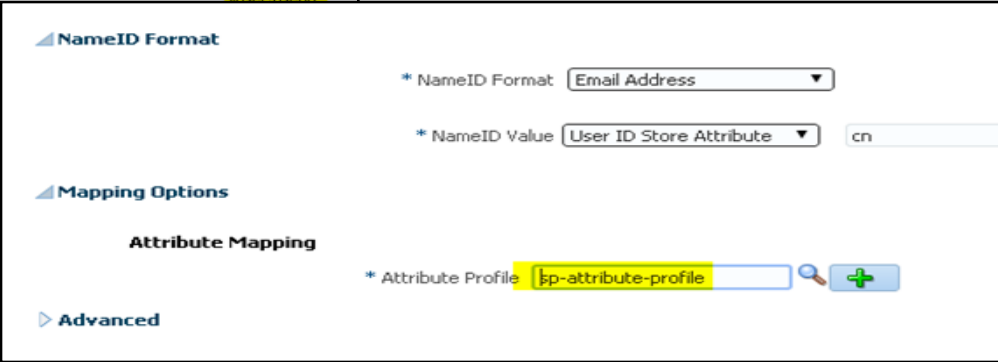 NameID Format
* NameID Format Email Address
* NameID Value User ID Store Attribute cn
Mapping Options
Attribute Mapping
* Attribute Profile sp-attribute-profile
Advanced